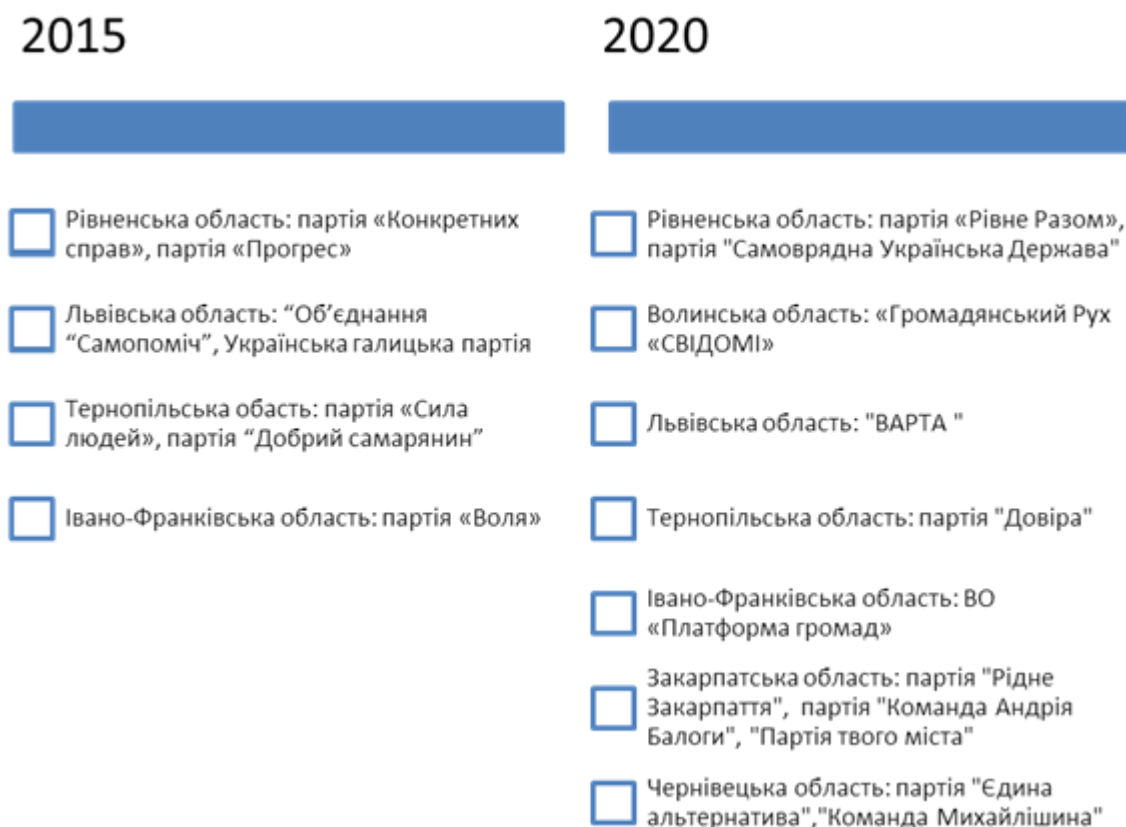 2015
Рівненська область: партія «Конкретних
справ», партія «Прогрес»
Львівська область: “Об’єднання
“Самопоміч”, Українська галицька партія
Тернопільська обасть: партія «Сила
людей», партія “Добрий самарянин”
Івано-Франківська область: партія «Воля»
2020
Рівненська область: партія «Рівне Разом»,
партія "Самоврядна Українська Держава"
Волинська область: «Громадянський Рух
«СВІДОМІ»
Львівська область: "ВАРТА "
Тернопільська область: партія "Довіра"
Івано-Франківська область: ВО
«Платформа громад»
Закарпатська область: партія "Рідне
Закарпаття", партія "Команда Андрія
Балоги", "Партія твого міста"
Чернівецька область: партія "Єдина
альтернатива","Команда Михайлішина"